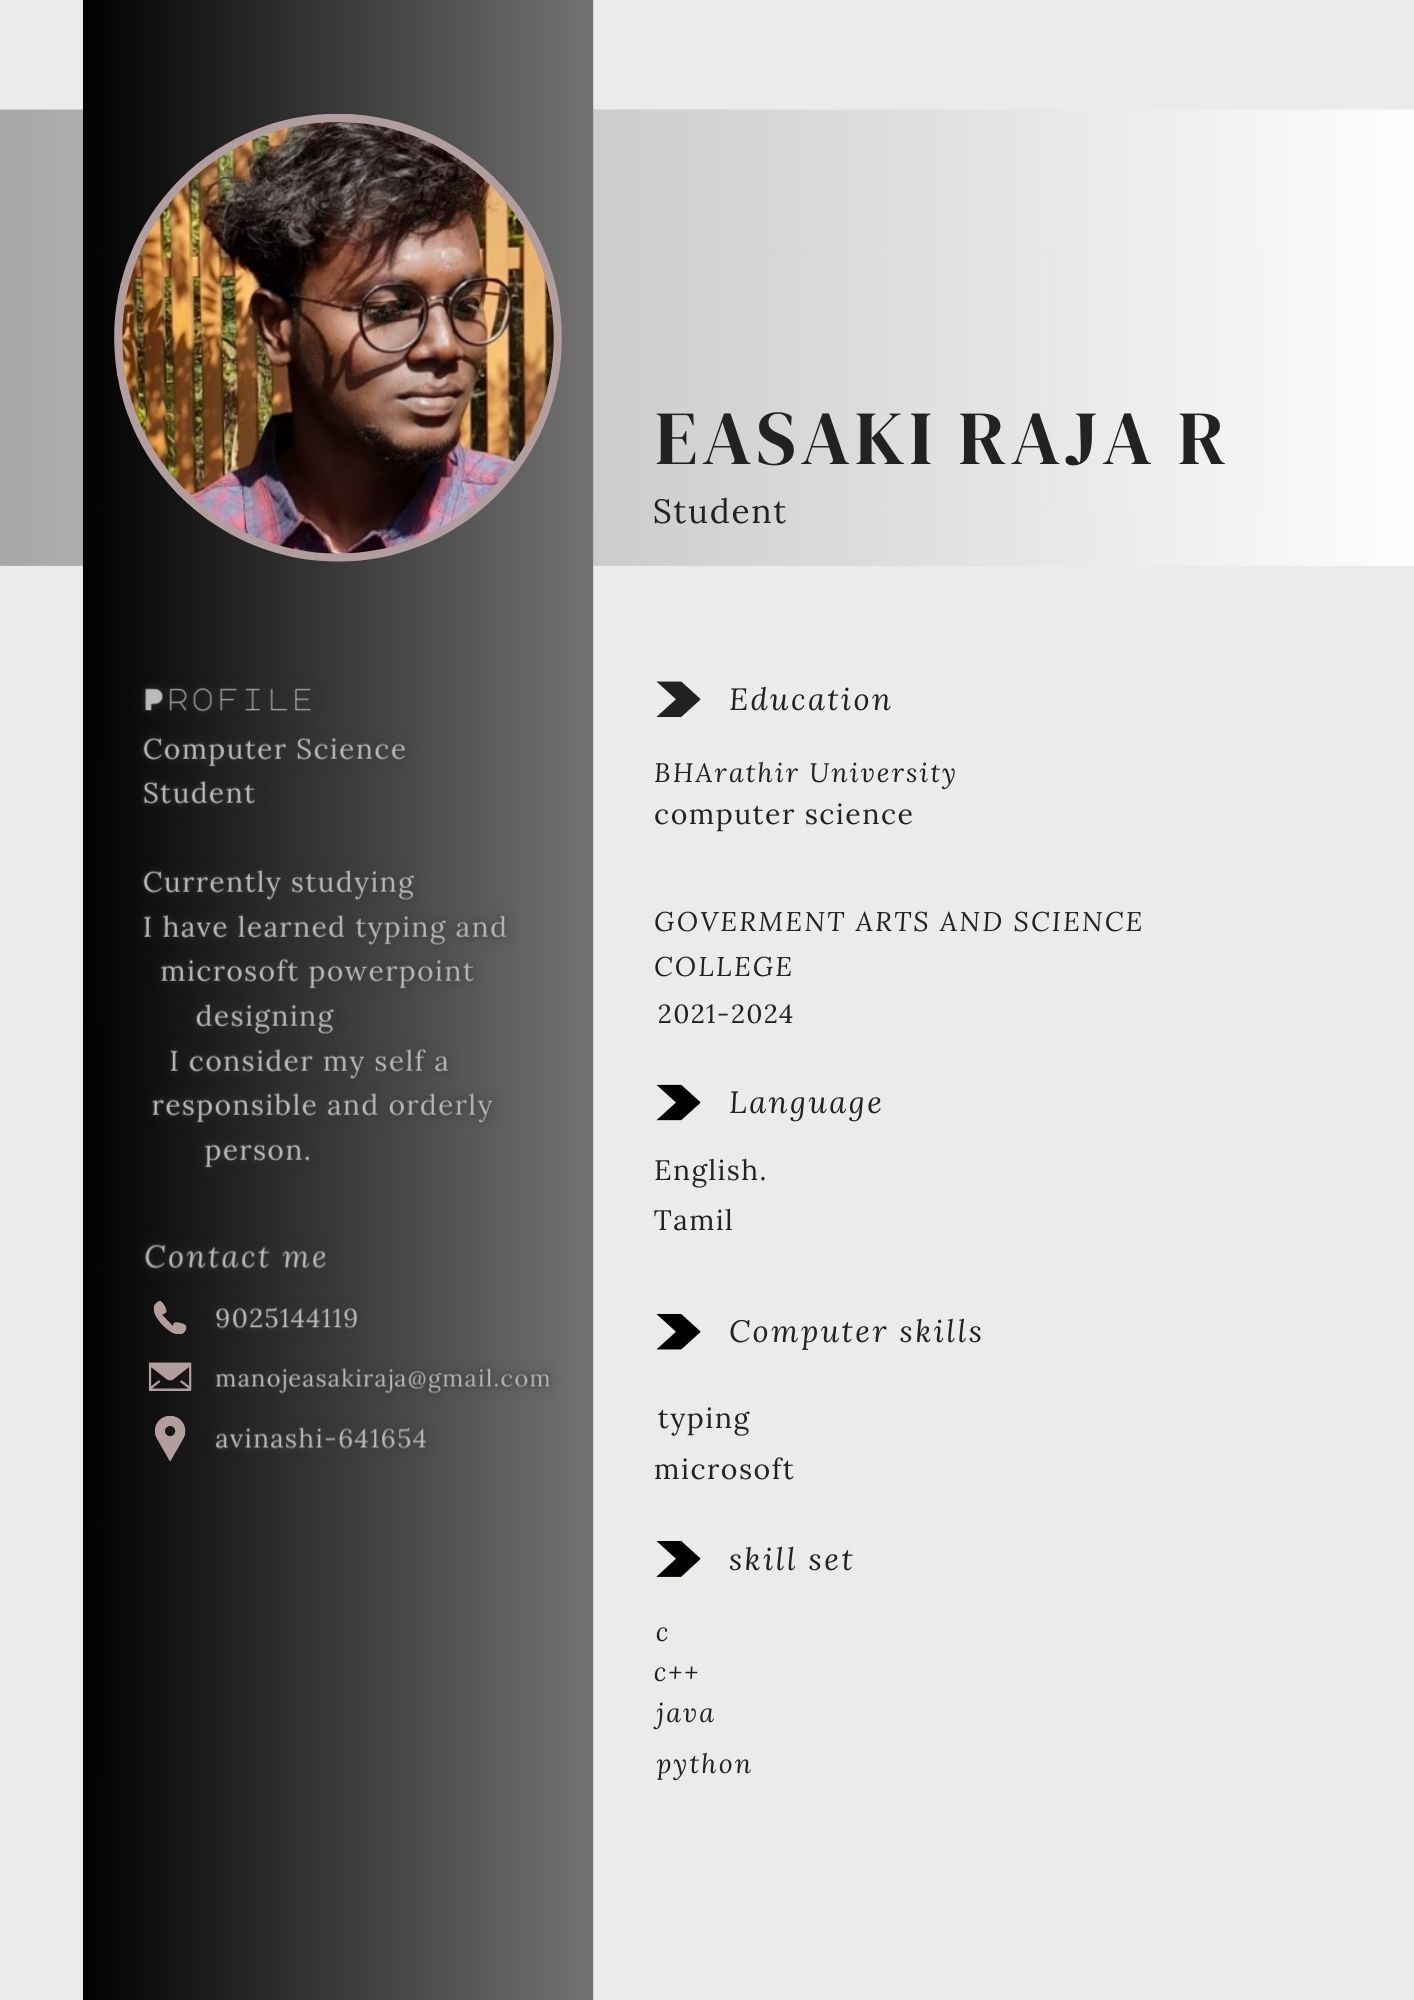 EASAKI RAJA R
Student
PROFILE
Computer Science
Student
Currently studying
I have learned typing and
microsoft powerpoint
designing
I consider my self a
responsible and orderly
person.
Contact me
9025144119
manojeasakiraja@gmail.com
avinashi-641654
Education
BHArathir University
computer science
GOVERMENT ARTS AND SCIENCE
COLLEGE
2021-2024
Language
English.
Tamil
Computer skills
typing
microsoft
skill set
c
c++
java
python